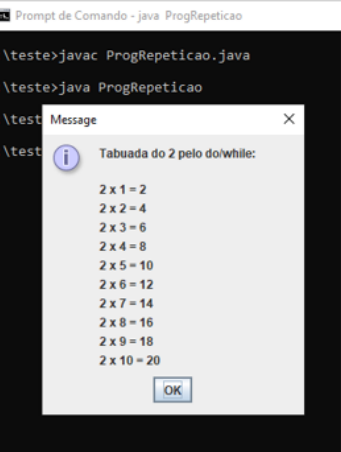 Prompt de Comando - java ProgRepeticao
\teste>javac ProgRepeticao.java
\teste>java ProgRepeticao
\test
Message
\test
Tabuada do 2 pelo do/while:
2 x 1 = 2
2 x 2 = 4
2 x 3 = 6
2 x 4 = 8
2 x 5 = 10
2 x 6 = 12
2 x 7 = 14
2 x 8 = 16
2 x 9 = 18
2 x 10 = 20
OK